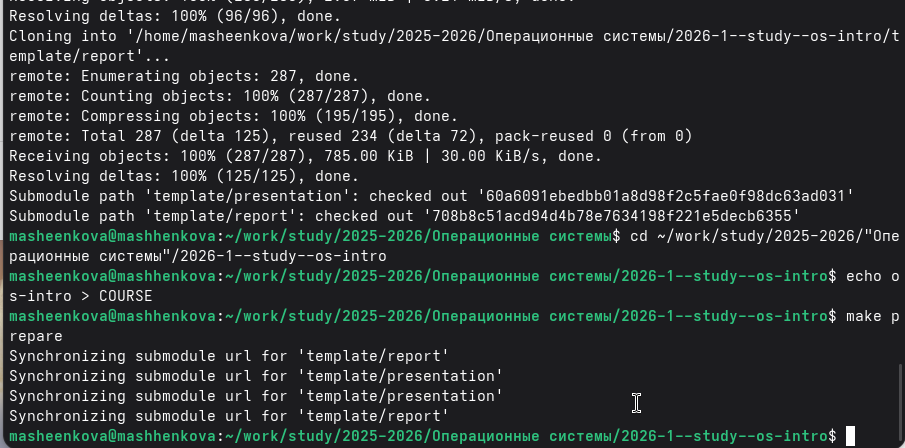 Resolving deltas: 100% (96/96), done.
Cloning into '/home/masheenkova/work/study/2025-2026/Операционные системы/2026-1--study--os-intro/t
emplate/report'...
remote: Enumerating objects: 287, done.
remote: Counting objects: 100% (287/287), done.
remote: Compressing objects: 100% (195/195), done.
remote: Total 287 (delta 125), reused 234 (delta 72), pack-reused 0 (from 0)
Receiving objects: 100% (287/287), 785.00 KiB | 30.00 KiB/s, done.
Resolving deltas: 100% (125/125), done.
Submodule path 'template/presentation': checked out '60a6091ebedbb01a8d98f2c5fae0f98dc63ad031'
Submodule path 'template/report': checked out '708b8c51acd94d4b78e7634198f221e5decb6355'
masheenkova@mashhenkova:~/work/study/2025-2026/Операционные системы$ cd ~/work/study/2025-2026/"Опе
рационные системы"/2026-1--study--os-intro
masheenkova@mashhenkova:~/work/study/2025-2026/Операционные системы/2026-1--study--os-intro$ echo o
s-intro > COURSE
masheenkova@mashhenkova:~/work/study/2025-2026/Операционные системы/2026-1--study--os-intro$ make p
repare
Synchronizing submodule url for 'template/report'
Synchronizing submodule url for 'template/presentation'
Synchronizing submodule url for 'template/presentation'
Synchronizing submodule url for 'template/report'
masheenkova@mashhenkova:~/work/study/2025-2026/Операционные системы/2026-1--study--os-intro$